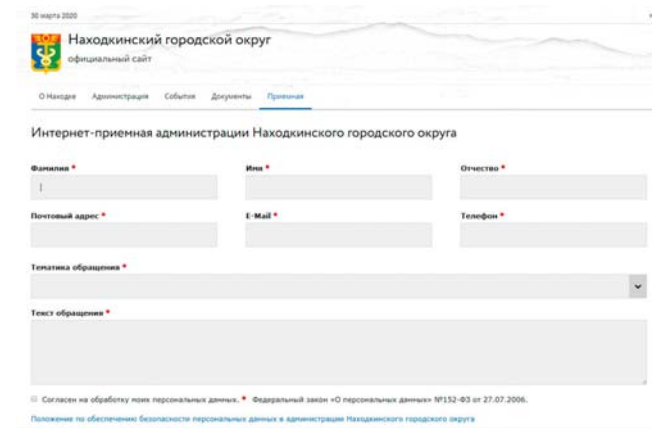 30 марта 2020
Находкинский городской округ
официальный сайт
О Находке Администрация События Документы Приемная
Интернет-приемная администрации Находкинского городского округа
Фамилия * Имя * Отчество *
Почтовый адрес * E-Mail * Телефон *
Тематика обращения *
Текст обращения *
Согласен на обработку моих персональных данных. * Федеральный закон «О персональных данных» №152-ФЗ от 27.07.2006.
Положение по обеспечению безопасности персональных данных в администрации Находкинского городского округа